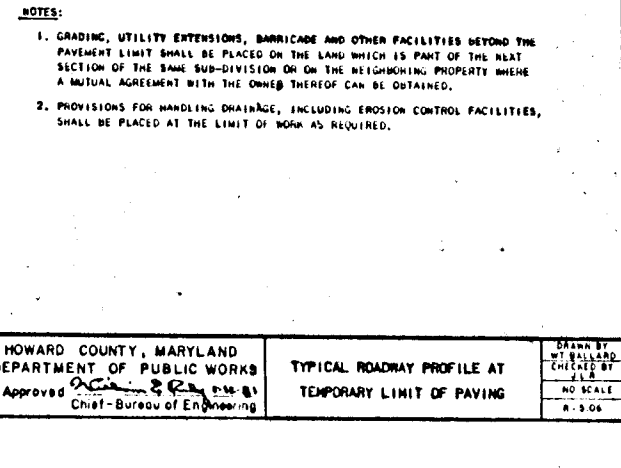 NOTES:
1. GRADING, UTILITY EXTENSIONS, BARRICADE AND OTHER FACILITIES BEYOND THE
PAVEMENT LIMIT SHALL BE PLACED ON THE LAND WHICH IS PART OF THE NEXT
SECTION OF THE SAME SUB-DIVISION OR ON THE NEIGHBORING PROPERTY WHERE
A MUTUAL AGREEMENT WITH THE OWNER THEREOF CAN BE OBTAINED.
2. PROVISIONS FOR HANDLING DRAINAGE, INCLUDING EROSION CONTROL FACILITIES,
SHALL BE PLACED AT THE LIMIT OF WORK AS REQUIRED.
HOWARD COUNTY, MARYLAND
DEPARTMENT OF PUBLIC WORKS
Approved
Chief-Bureau of Engineering
TYPICAL ROADWAY PROFILE AT
TEMPORARY LIMIT OF PAVING
DRAWN BY
WT BALLARD
CHECKED BY
J L R
NO SCALE
R-5.06